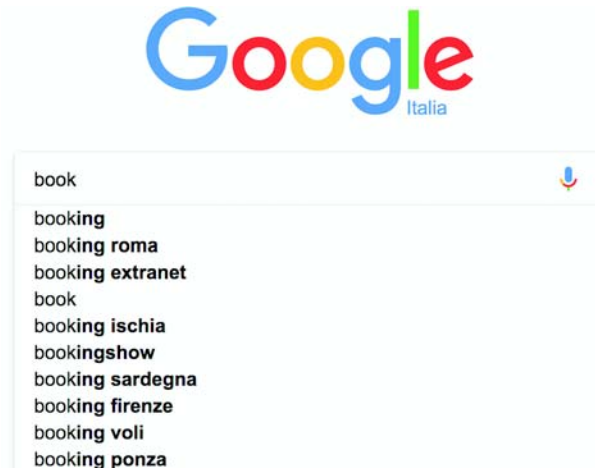 Google
Italia
book
booking
booking roma
booking extranet
book
booking ischia
bookingshow
booking sardegna
booking firenze
booking voli
booking ponza